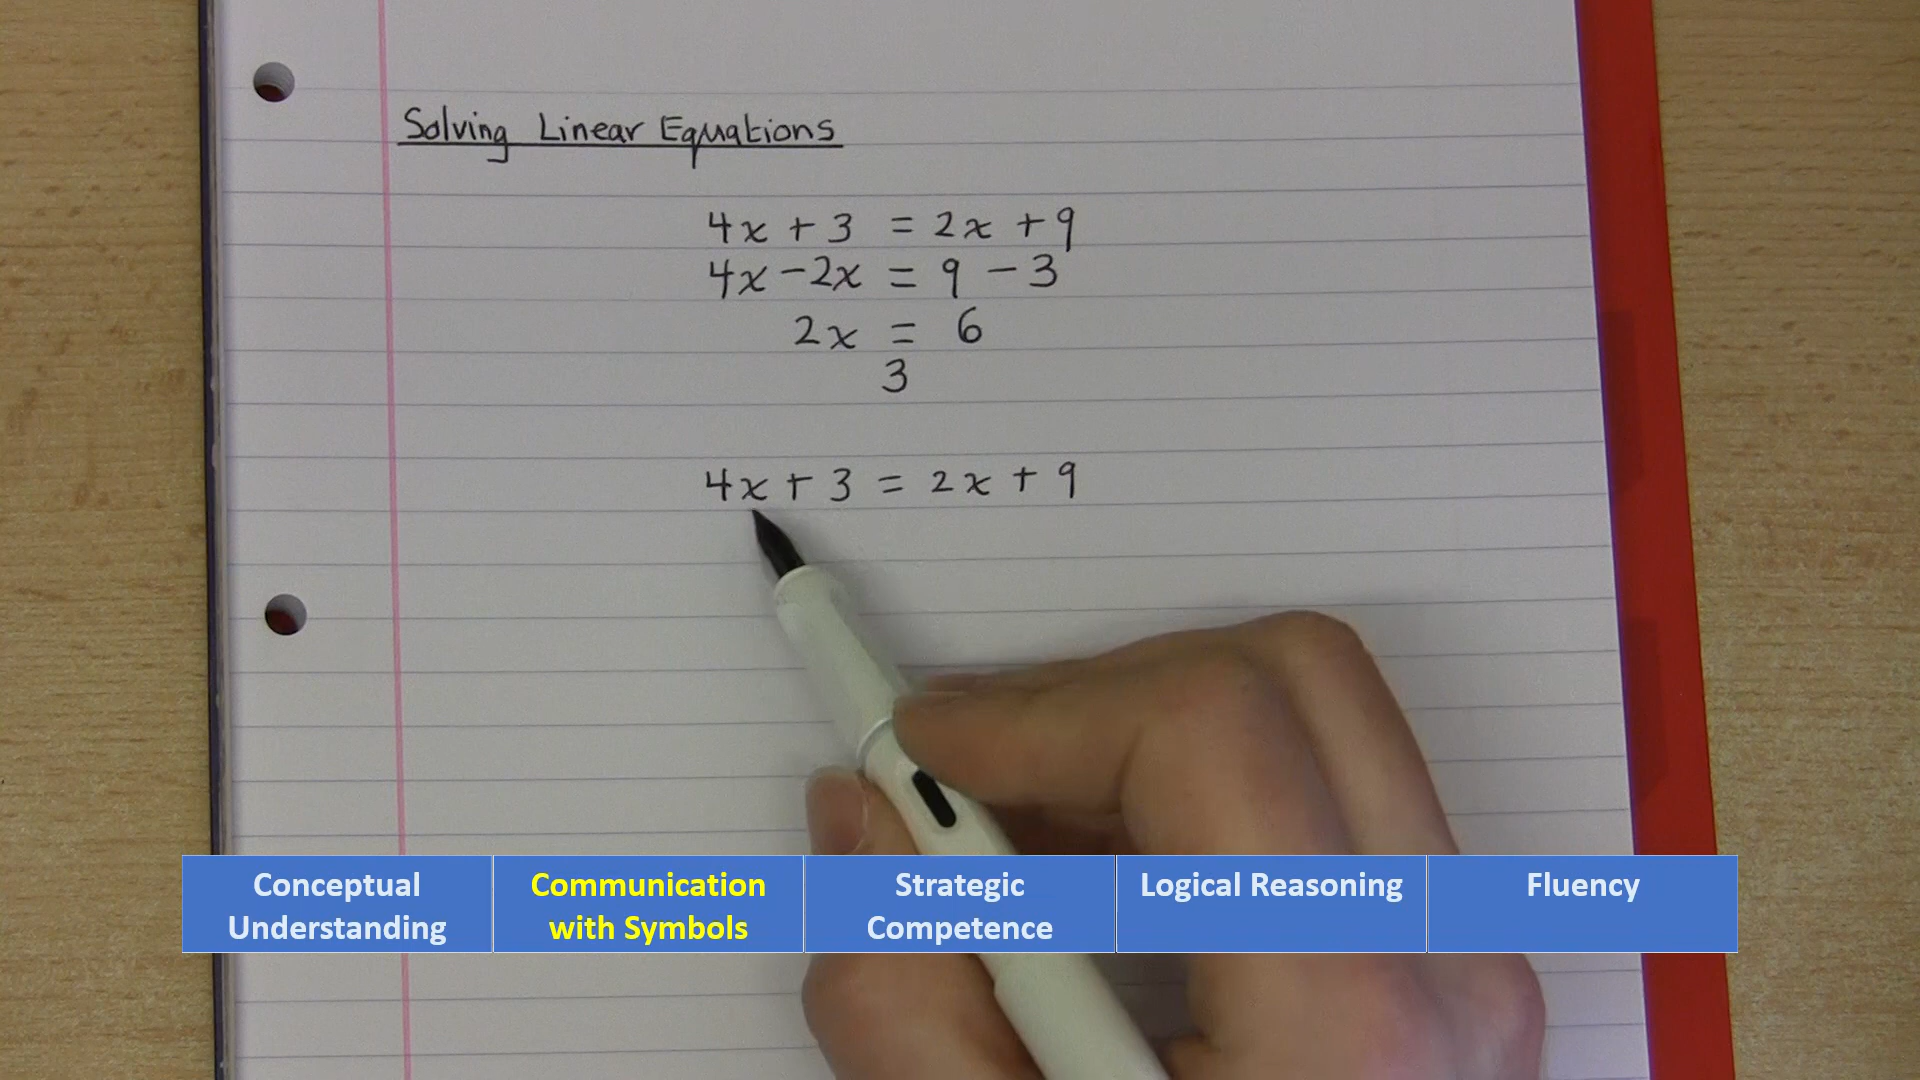 Solving Linear Equations
4x + 3 = 2x + 9
4x - 2x = 9 - 3
2x = 6
3
4x + 3 = 2x + 9
Conceptual Understanding
Communication with Symbols
Strategic Competence
Logical Reasoning
Fluency